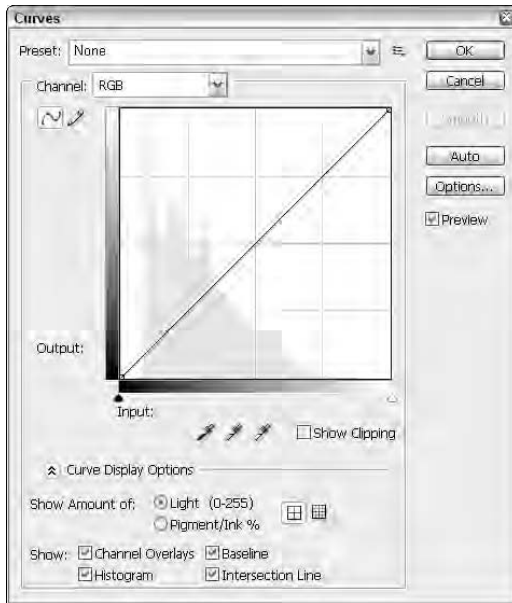 Curves
Preset: None
OK
Channel: RGB
Cancel
Smooth
Auto
Options...
Preview
Output:
Input:
Show Clipping
Curve Display Options
Show Amount of: Light (0-255)
Pigment/Ink %
Show: Channel Overlays Baseline
Histogram Intersection Line